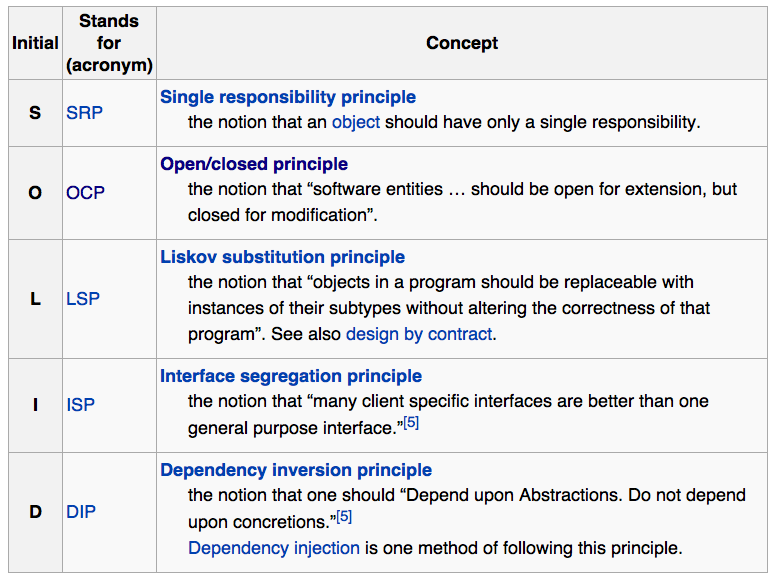 Initial
Stands
for
(acronym)
Concept
S
SRP
Single responsibility principle
the notion that an object should have only a single responsibility.
O
OCP
Open/closed principle
the notion that “software entities … should be open for extension, but
closed for modification”.
L
LSP
Liskov substitution principle
the notion that “objects in a program should be replaceable with
instances of their subtypes without altering the correctness of that
program”. See also design by contract.
I
ISP
Interface segregation principle
the notion that “many client specific interfaces are better than one
general purpose interface.”[5]
D
DIP
Dependency inversion principle
the notion that one should “Depend upon Abstractions. Do not depend
upon concretions.”[5]
Dependency injection is one method of following this principle.